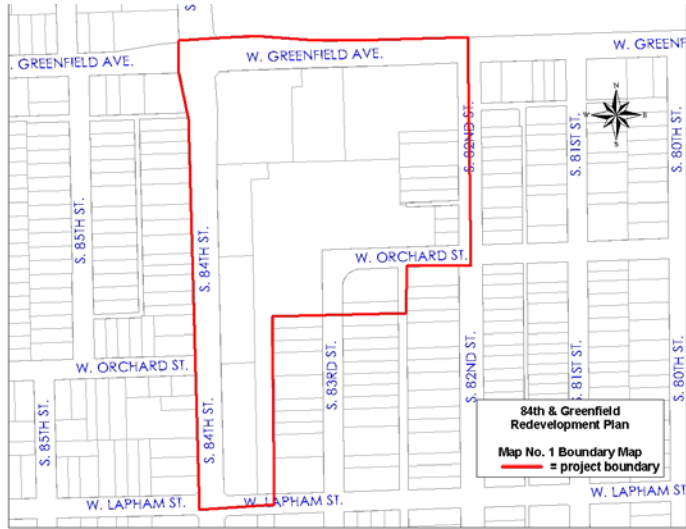 S. 8
W. GREENFIELD AVE.
. GREENFIELD AVE.
W. GREENF
N
W
E
S
S. 82ND ST.
S. 81ST ST.
S. 80TH ST.
S. 85TH ST.
S. 84TH ST.
W. ORCHARD ST.
W. ORCHARD ST.
S. 83RD ST.
S. 82ND ST.
S. 81ST ST.
S. 80TH ST.
S. 85TH ST.
S. 84TH ST.
84th & Greenfield
Redevelopment Plan
Map No. 1 Boundary Map
= project boundary
W. LAPHAM ST.
W. LAPHAM ST.
W. LAPHAM ST.